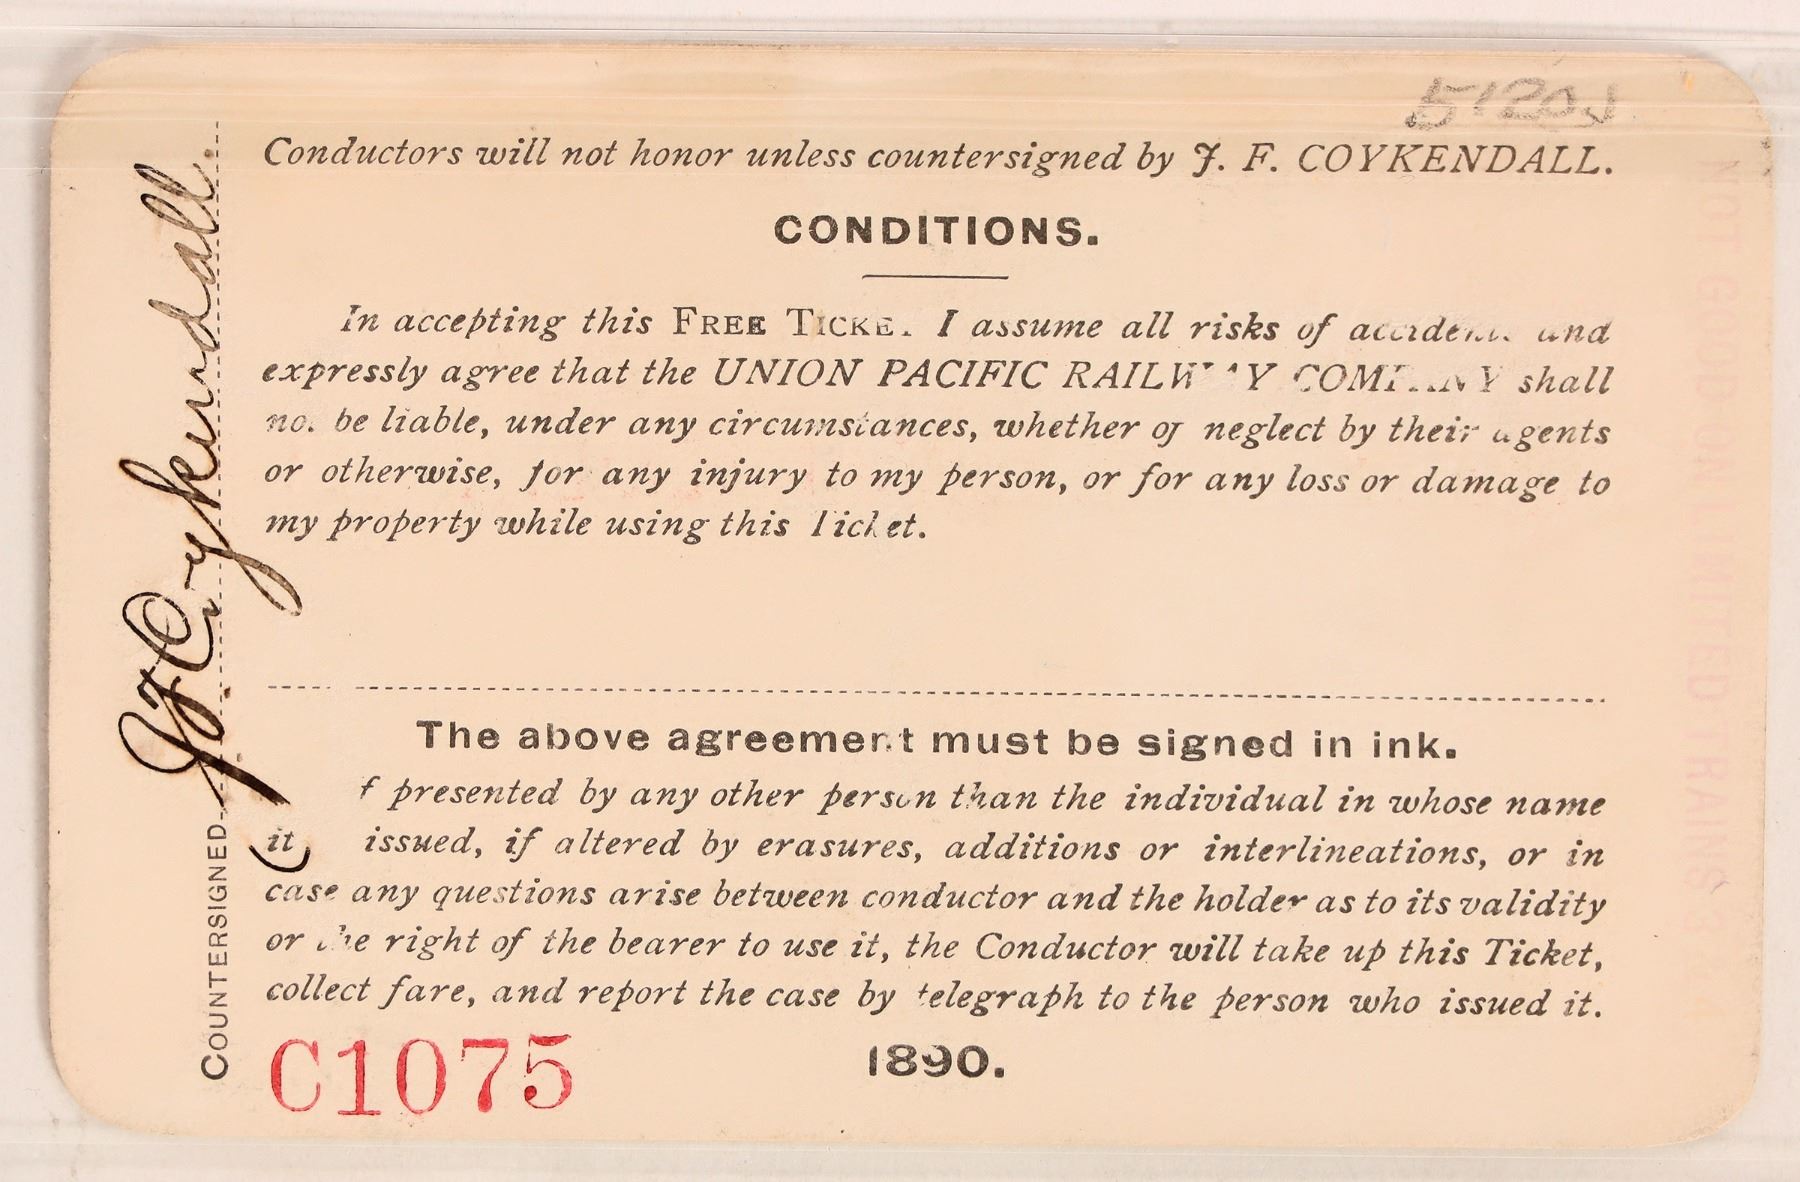 Conductors will not honor unless countersigned by J. F. COYKENDALL.
CONDITIONS.
In accepting this FREE TICKET I assume all risks of accidents and
expressly agree that the UNION PACIFIC RAILWAY COMPANY shall
not be liable, under any circumstances, whether of neglect by their agents
or otherwise, for any injury to my person, or for any loss or damage to
my property while using this Ticket.
The above agreement must be signed in ink.
If presented by any other person than the individual in whose name
it issued, if altered by erasures, additions or interlineations, or in
case any questions arise between conductor and the holder as to its validity
or the right of the bearer to use it, the Conductor will take up this Ticket,
collect fare, and report the case by telegraph to the person who issued it.
C1075
1890.
COUNTERSIGNED
J F Coykendall.
NOT GOOD ON LIMITED TRAINS